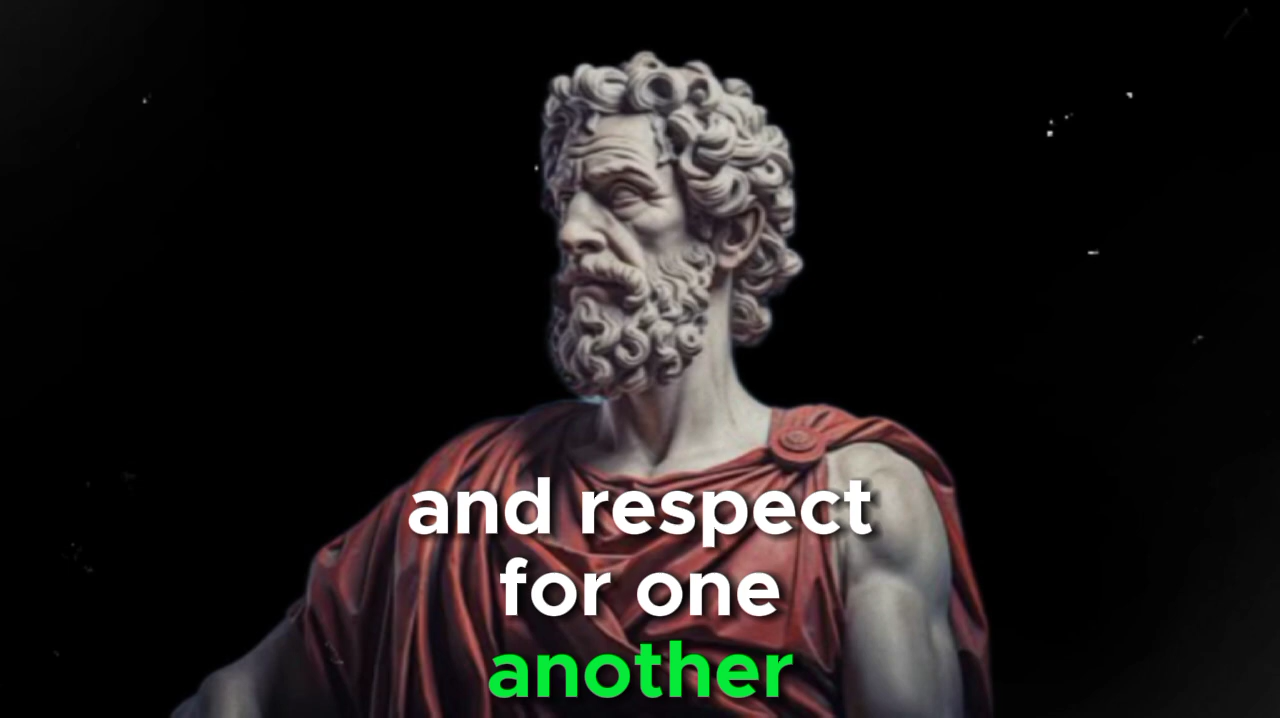 and respect
for one
another